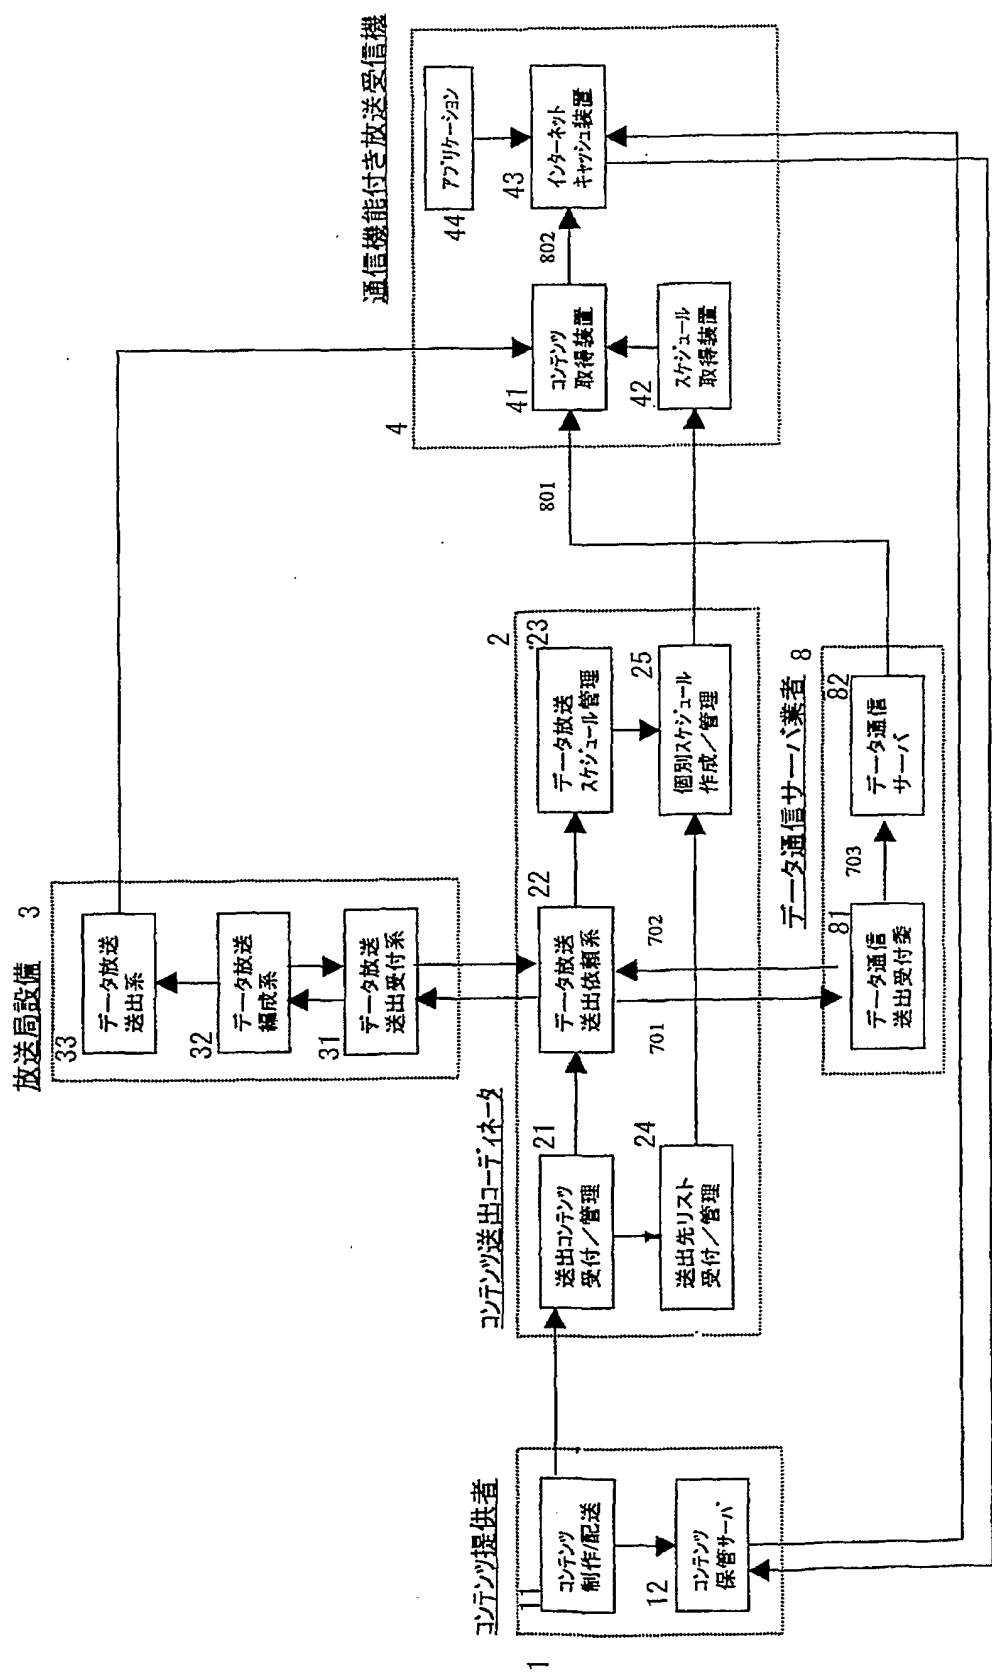 放送局設備
3
33
データ放送
送出系
32
データ放送
編成系
31
データ放送
送出受付系
通信機能付き放送受信機
4
44
アプリケーション
43
インターネット
キャッシュ装置
802
41
コンテンツ
取得装置
42
スケジュール
取得装置
801
コンテンツ提供者
1
11
コンテンツ
制作/配送
12
コンテンツ
保管サーバ
コンテンツ送出コーディネータ
2
21
送出コンテンツ
受付/管理
22
データ放送
送出依頼系
23
データ放送
スケジュール管理
24
送出先リスト
受付/管理
25
個別スケジュール
作成/管理
701
702
データ通信サーバ業者
8
81
データ通信
送出受付委
703
82
データ通信
サーバ